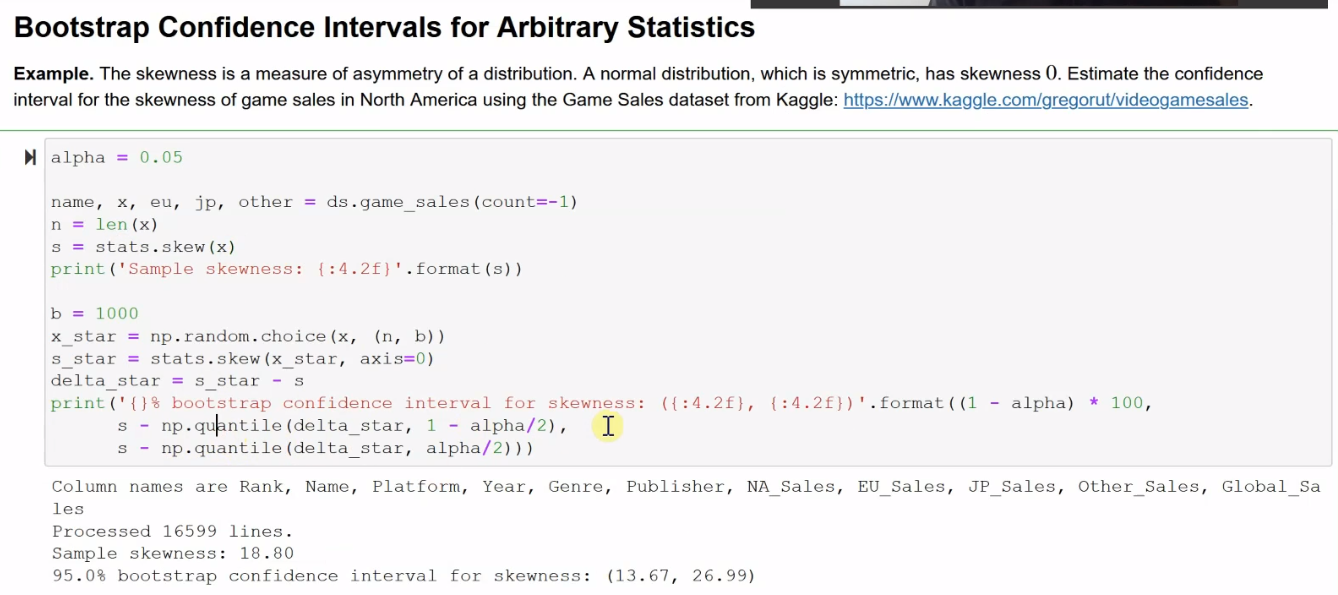 Bootstrap Confidence Intervals for Arbitrary Statistics
Example. The skewness is a measure of asymmetry of a distribution. A normal distribution, which is symmetric, has skewness 0. Estimate the confidence
interval for the skewness of game sales in North America using the Game Sales dataset from Kaggle: https://www.kaggle.com/gregorut/videogamesales.
alpha = 0.05
name, x, eu, jp, other = ds.game_sales(count=-1)
n = len(x)
s = stats.skew(x)
print('Sample skewness: {:4.2f}'.format(s))
b = 1000
x_star = np.random.choice(x, (n, b))
s_star = stats.skew(x_star, axis=0)
delta_star = s_star - s
print('{}% bootstrap confidence interval for skewness: ({:4.2f}, {:4.2f})'.format((1 - alpha) * 100,
s - np.quantile(delta_star, 1 - alpha/2),
s - np.quantile(delta_star, alpha/2)))
Column names are Rank, Name, Platform, Year, Genre, Publisher, NA_Sales, EU_Sales, JP_Sales, Other_Sales, Global_Sa
les
Processed 16599 lines.
Sample skewness: 18.80
95.0% bootstrap confidence interval for skewness: (13.67, 26.99)